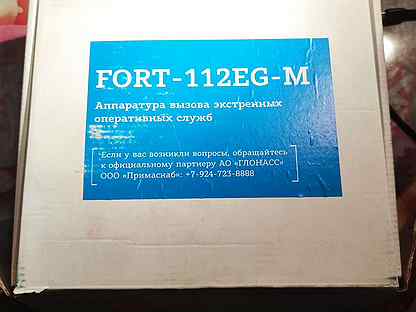 FORT-112EG-M
Аппаратура вызова экстренных
оперативных служб
Если у вас возникли вопросы, обращайтесь
к официальному партнеру АО «ГЛОНАСС»
ООО «Примаснаб»: +7-924-723-8888